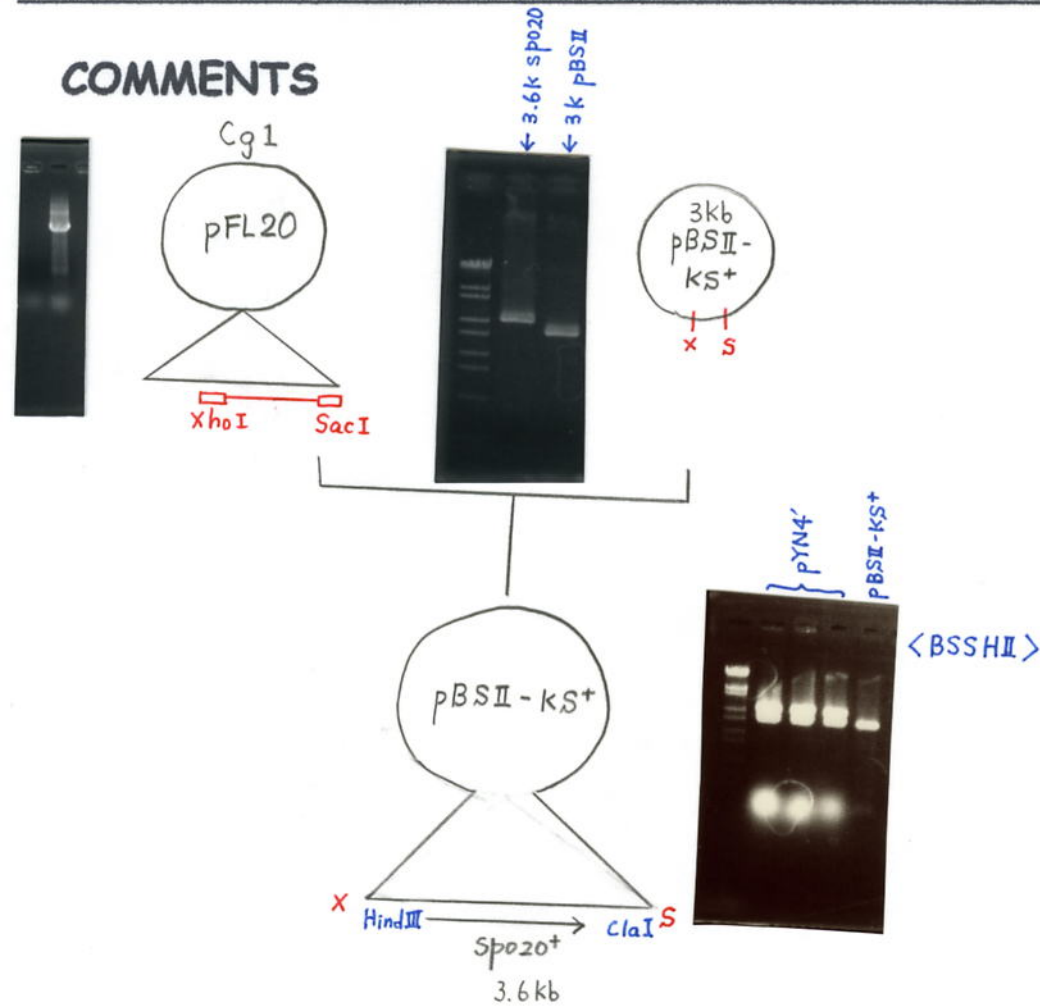 COMMENTS
Cg1
pFL20
XhoI
SacI
← 3.6k spo20
← 3k pBSII
3kb
pBSII-
KS+
x
S
pBSII-KS+
X
HindIII
ClaI
S
Spo20+
3.6kb
pYN4'
pBSII-KS+
<BSSHII>